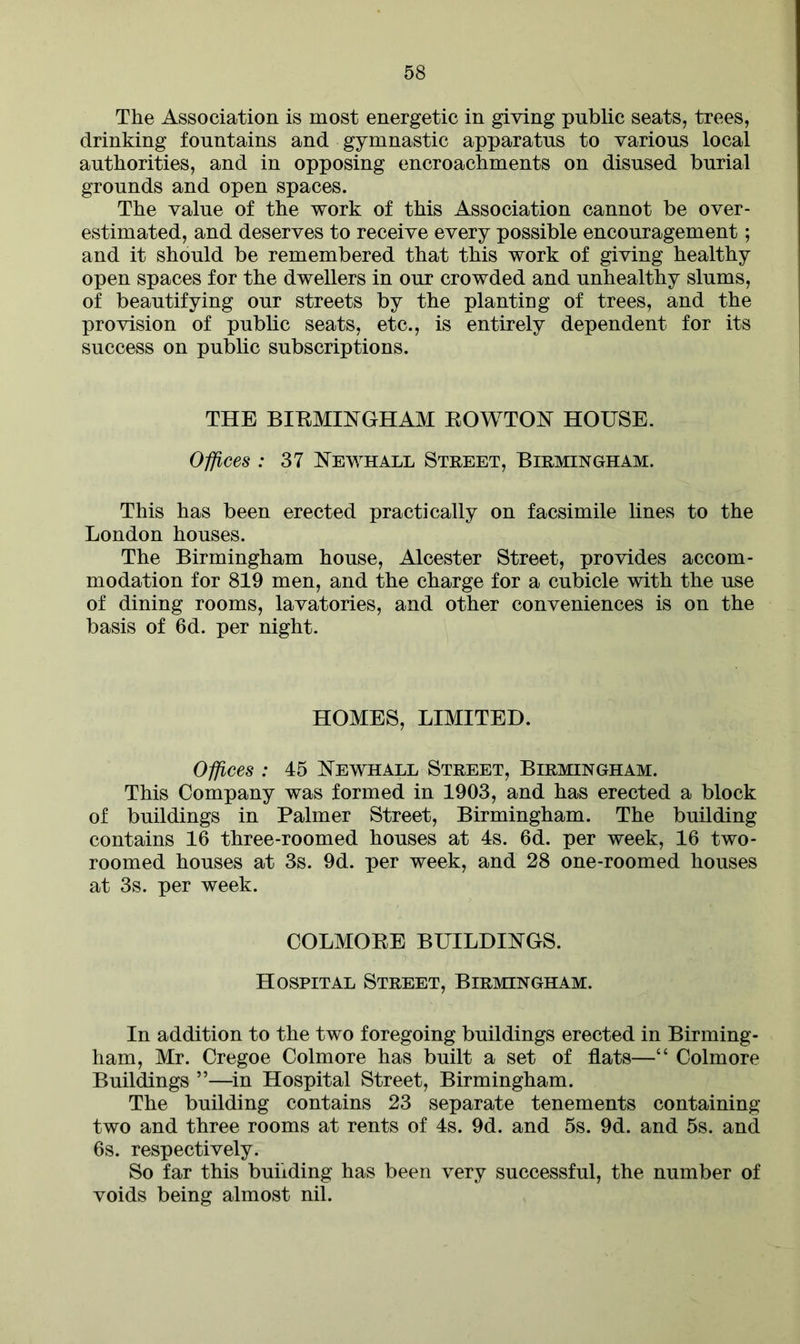 58
The Association is most energetic in giving public seats, trees,
drinking fountains and gymnastic apparatus to various local
authorities, and in opposing encroachments on disused burial
grounds and open spaces.
The value of the work of this Association cannot be over-
estimated, and deserves to receive every possible encouragement ;
and it should be remembered that this work of giving healthy
open spaces for the dwellers in our crowded and unhealthy slums,
of beautifying our streets by the planting of trees, and the
provision of public seats, etc., is entirely dependent for its
success on public subscriptions.
THE BIRMINGHAM ROWTON HOUSE.
Offices : 37 Newhall Street, Birmingham.
This has been erected practically on facsimile lines to the
London houses.
The Birmingham house, Alcester Street, provides accom-
modation for 819 men, and the charge for a cubicle with the use
of dining rooms, lavatories, and other conveniences is on the
basis of 6d. per night.
HOMES, LIMITED.
Offices : 45 Newhall Street, Birmingham.
This Company was formed in 1903, and has erected a block
of buildings in Palmer Street, Birmingham. The building
contains 16 three-roomed houses at 4s. 6d. per week, 16 two-
roomed houses at 3s. 9d. per week, and 28 one-roomed houses
at 3s. per week.
COLMORE BUILDINGS.
Hospital Street, Birmingham.
In addition to the two foregoing buildings erected in Birming-
ham, Mr. Cregoe Colmore has built a set of flats—“ Colmore
Buildings ”—in Hospital Street, Birmingham.
The building contains 23 separate tenements containing
two and three rooms at rents of 4s. 9d. and 5s. 9d. and 5s. and
6s. respectively.
So far this building has been very successful, the number of
voids being almost nil.